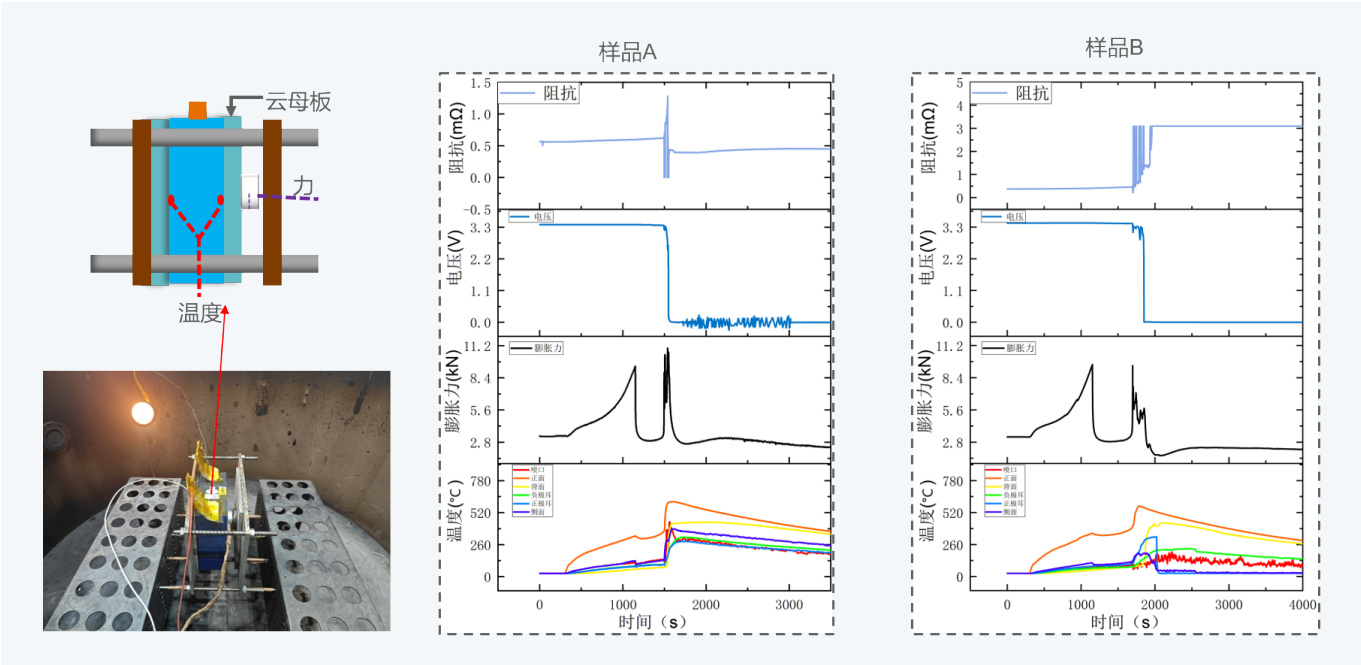 样品A
样品B
云母板
力
温度
阻抗
阻抗(mΩ)
1.5
1.0
0.5
0.0
-0.5
电压
电压(V)
3.3
2.2
1.1
0.0
膨胀力
膨胀力(kN)
11.2
8.4
5.6
2.8
喷口
正面
背面
负极耳
正极耳
侧面
温度(°C)
780
520
260
0
0
1000
2000
3000
时间(s)
阻抗
阻抗(mΩ)
5
4
3
2
1
0
电压
电压(V)
3.3
2.2
1.1
0.0
膨胀力
膨胀力(kN)
11.2
8.4
5.6
2.8
喷口
正面
背面
负极耳
正极耳
侧面
温度(°C)
780
520
260
0
0
1000
2000
3000
4000
时间(s)